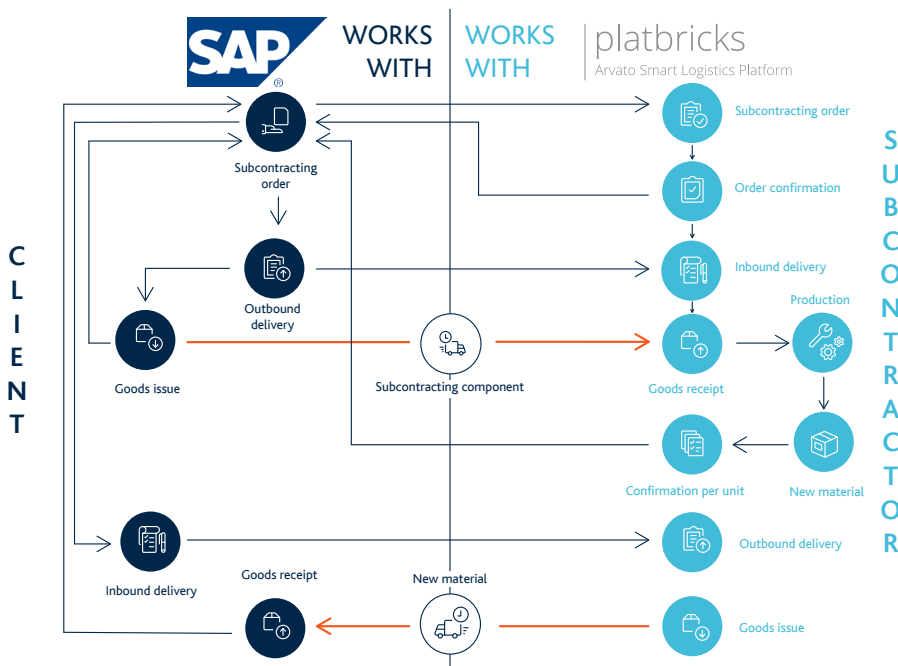 SAP
®
WORKS
WITH
WORKS
WITH
platbricks
Arvato Smart Logistics Platform
CLIENT
SUBCONTRACTOR
Subcontracting
order
Subcontracting order
Order confirmation
Outbound
delivery
Inbound delivery
Production
Goods issue
Subcontracting component
Goods receipt
Confirmation per unit
New material
Inbound delivery
Outbound delivery
Goods receipt
New material
Goods issue